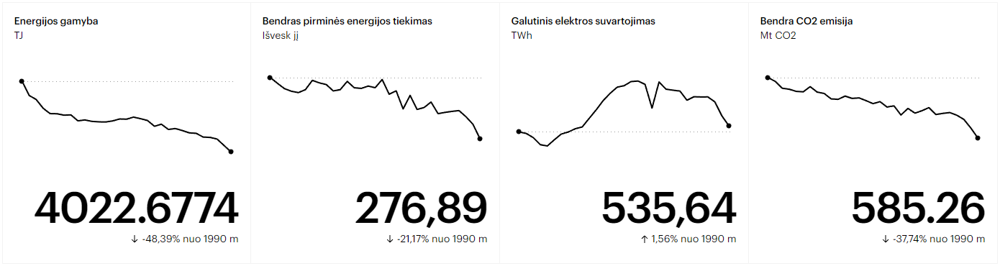 Energijos gamyba
TJ
4022.6774
↓ -48,39% nuo 1990 m
Bendras pirminės energijos tiekimas
Išvesk jį
276,89
↓ -21,17% nuo 1990 m
Galutinis elektros suvartojimas
TWh
535,64
↑ 1,56% nuo 1990 m
Bendra CO2 emisija
Mt CO2
585.26
↓ -37,74% nuo 1990 m